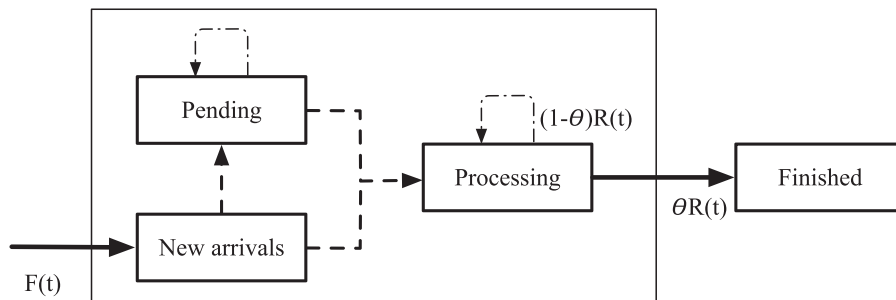 Pending
(1-θ)R(t)
Processing
Finished
θR(t)
New arrivals
F(t)